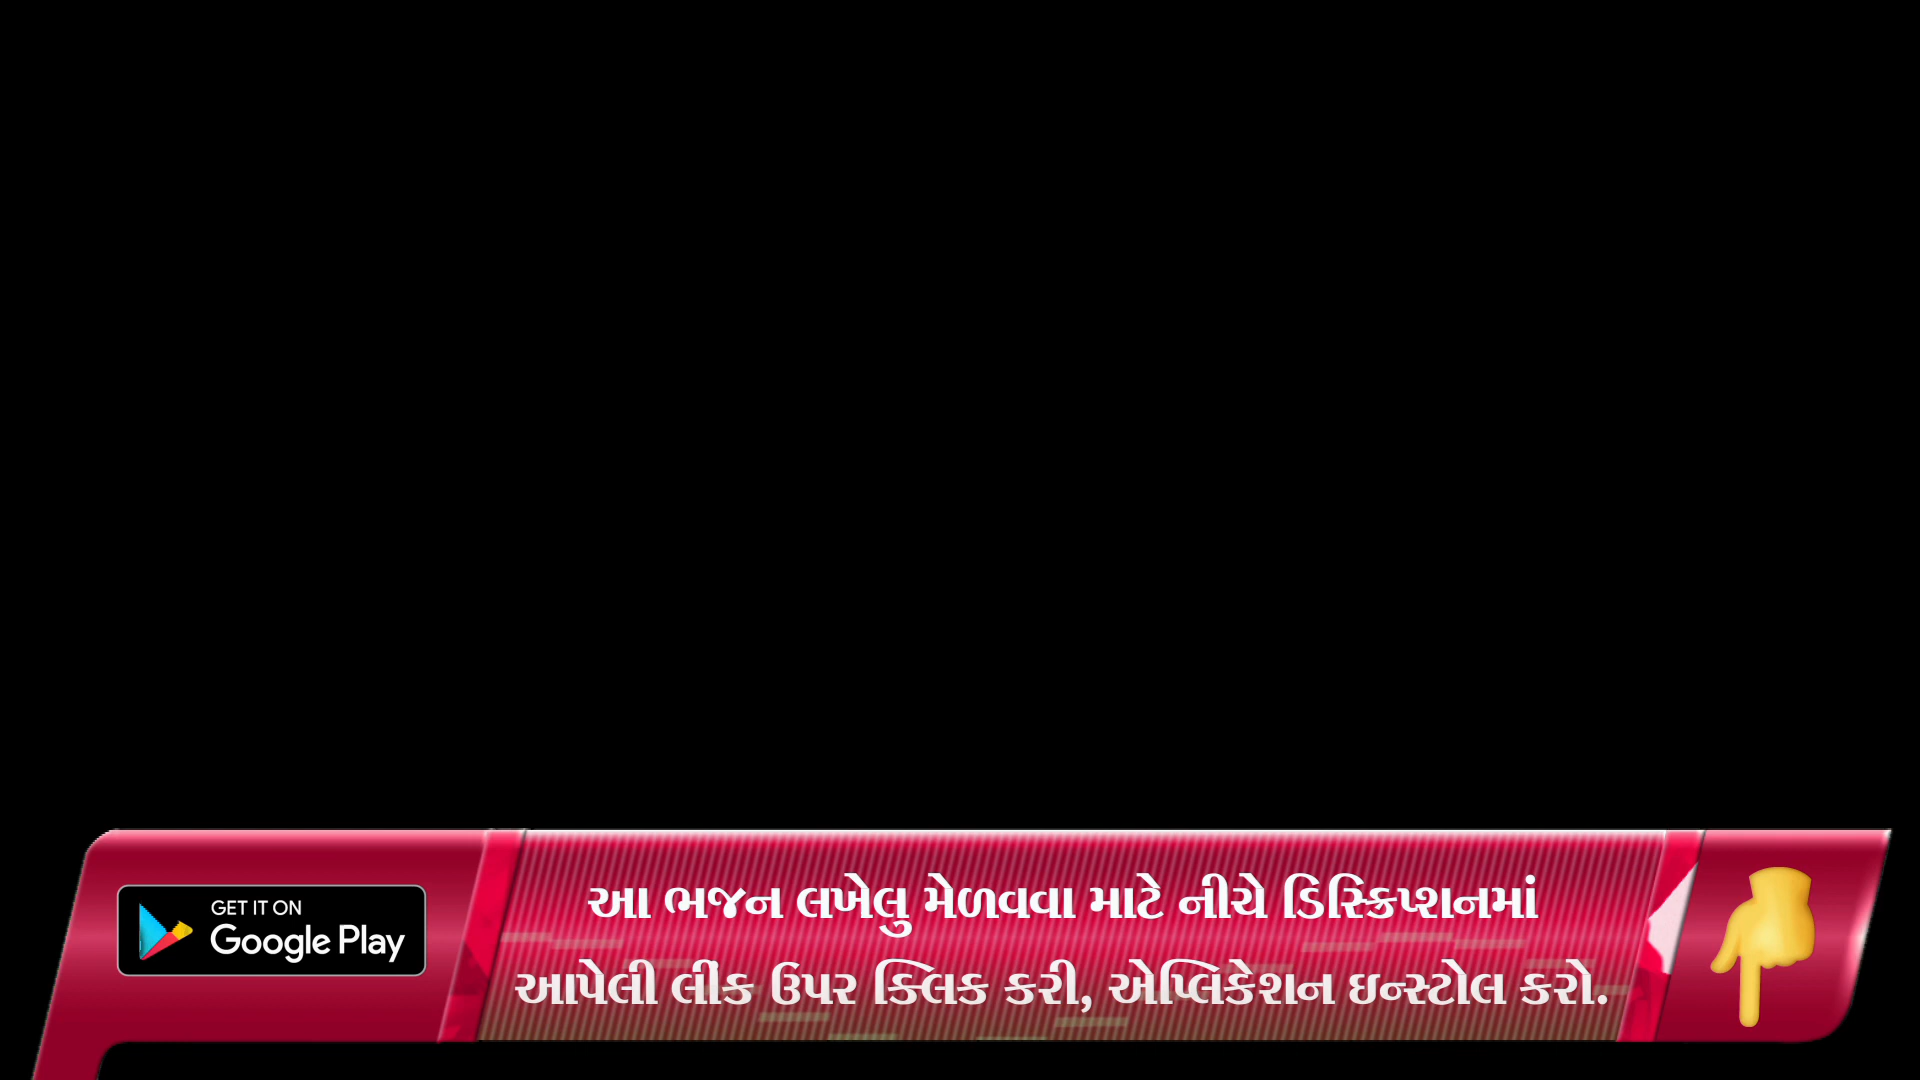 GET IT ON
Google Play
આ ભજન લખેલુ મેળવવા માટે નીચે ડિસ્ક્રિપ્શનમાં
આપેલી લીંક ઉપર ક્લિક કરી, એપ્લિકેશન ઇન્સ્ટોલ કરો.